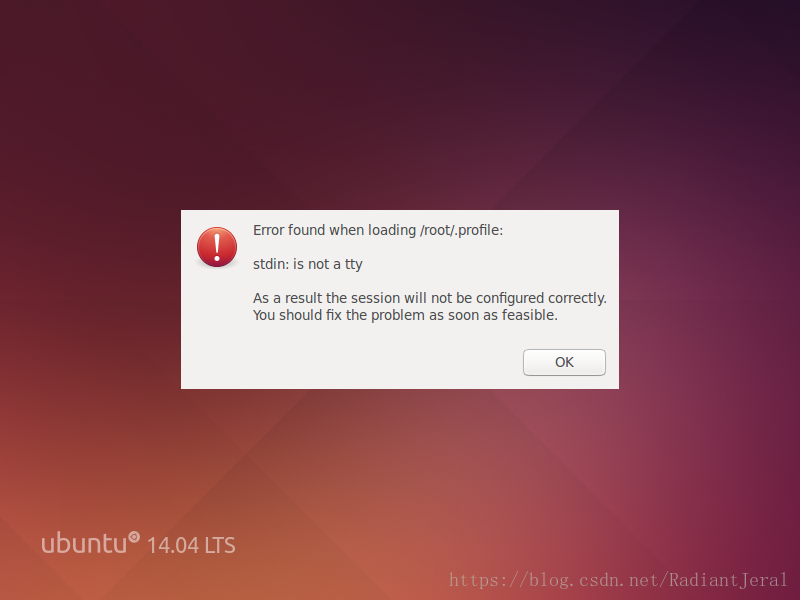 Error found when loading /root/.profile:
stdin: is not a tty
As a result the session will not be configured correctly.
You should fix the problem as soon as feasible.
OK
ubuntu 14.04 LTS
https://blog.csdn.net/RadiantJeral